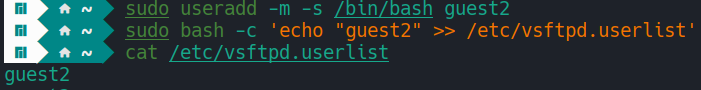 ~ sudo useradd -m -s /bin/bash guest2
~ sudo bash -c 'echo "guest2" >> /etc/vsftpd.userlist'
~ cat /etc/vsftpd.userlist
guest2